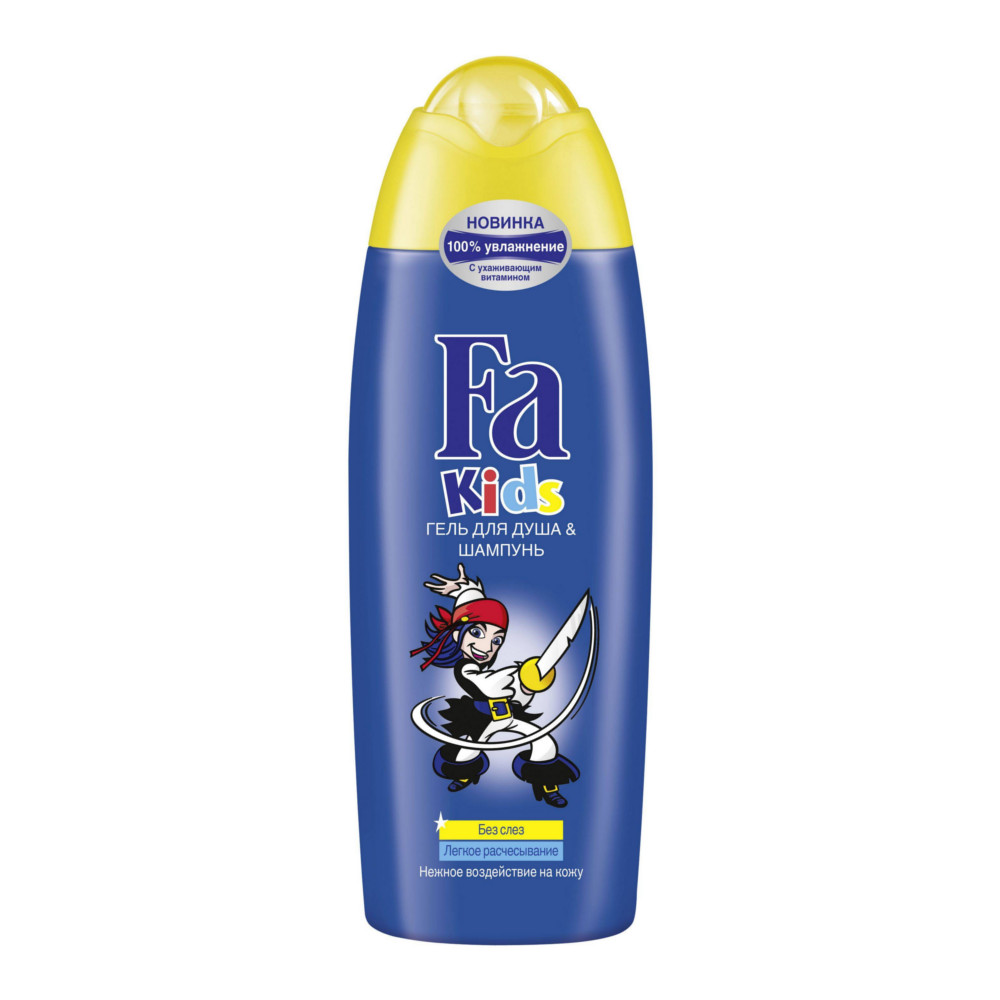 НОВИНКА
100% увлажнение
С ухаживающим
витамином
Fa
Kids
ГЕЛЬ ДЛЯ ДУША &
ШАМПУНЬ
Без слез
Легкое расчесывание
Нежное воздействие на кожу